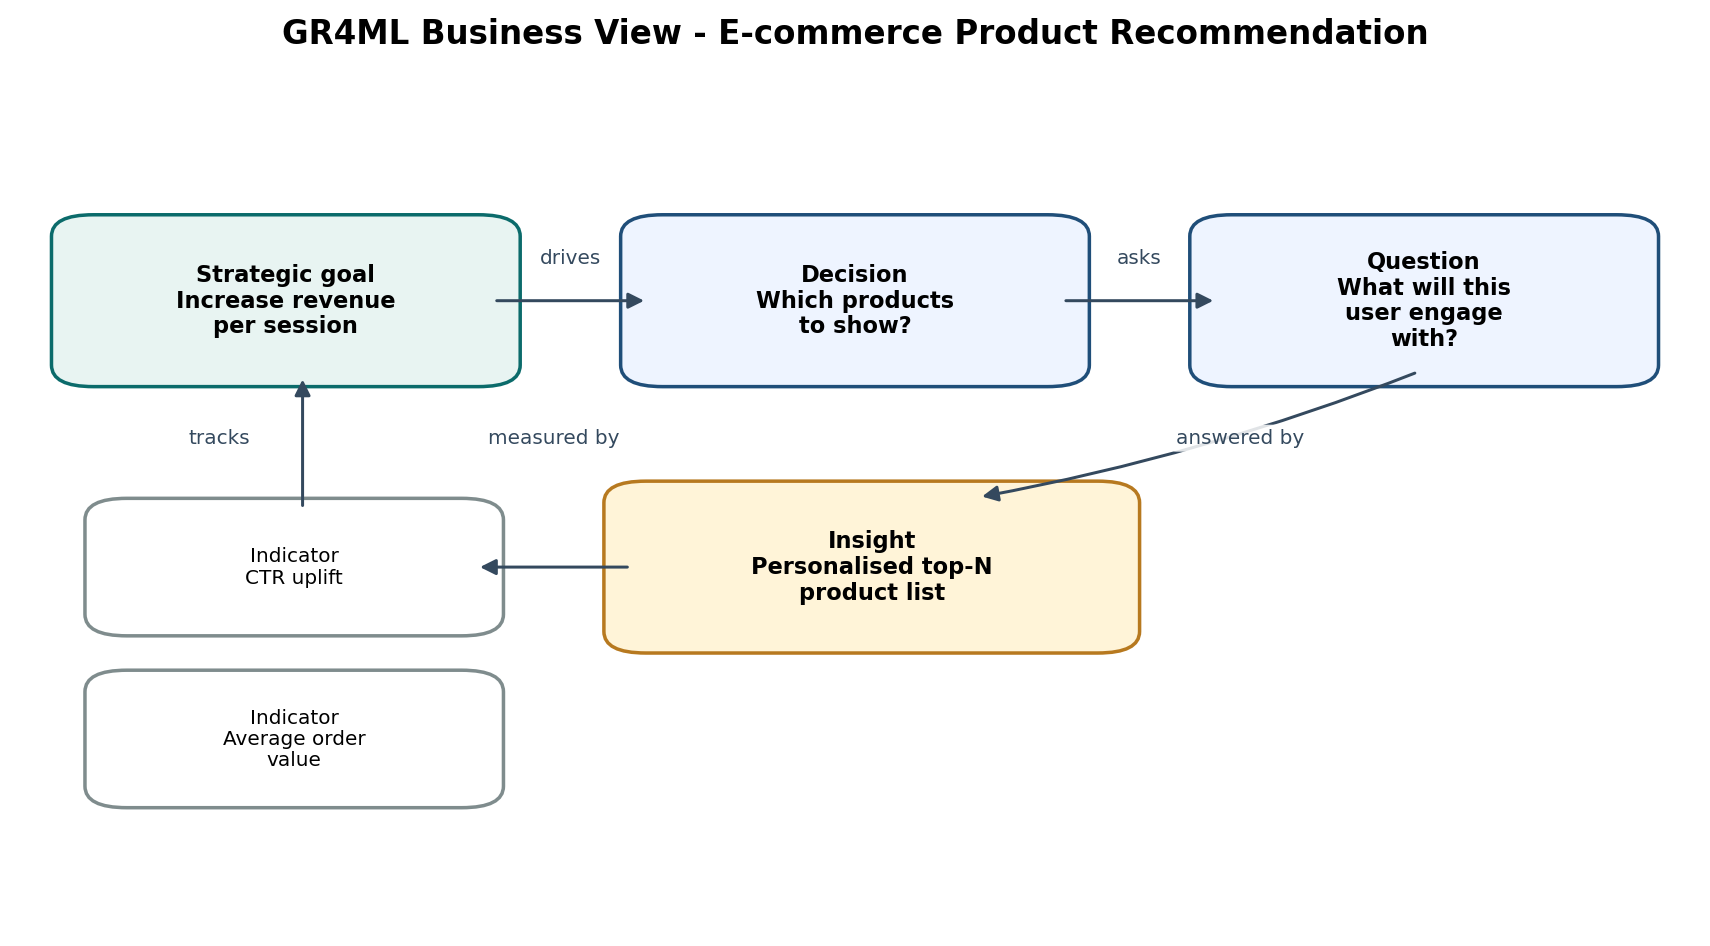 GR4ML Business View - E-commerce Product Recommendation
Strategic goal
Increase revenue
per session
drives
Decision
Which products
to show?
asks
Question
What will this
user engage
with?
tracks
measured by
answered by
Indicator
CTR uplift
Insight
Personalised top-N
product list
Indicator
Average order
value